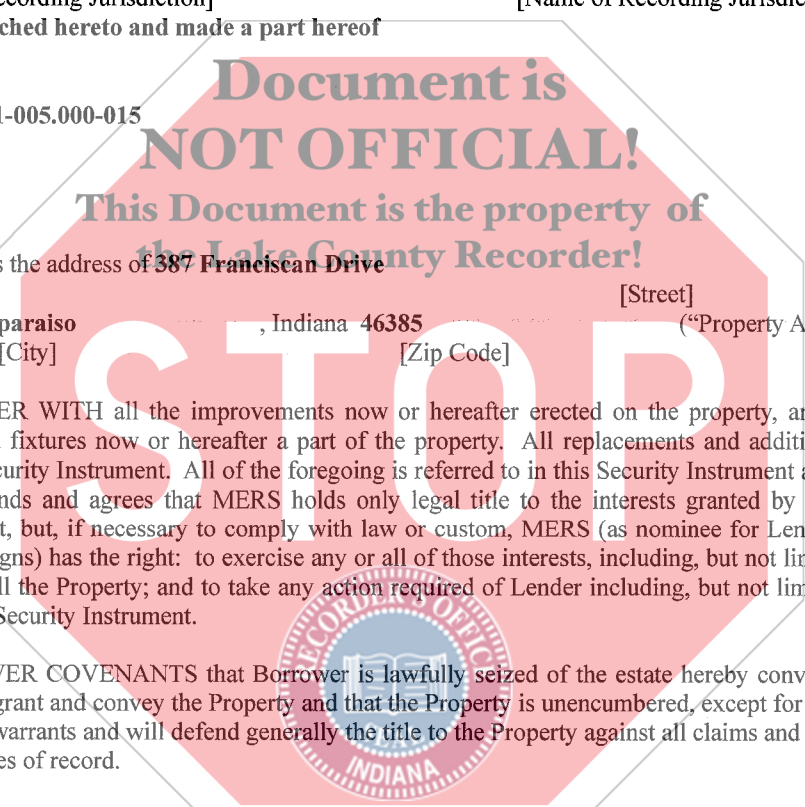 ecording Jurisdiction] [Name of Recording Jurisdic
ched hereto and made a part hereof
Document is
1-005.000-015
NOT OFFICIAL!
This Document is the property of
the Lake County Recorder!
s the address of 387 Franciscan Drive
[Street]
paraiso , Indiana 46385 ("Property A
[City] [Zip Code]
STOP
ER WITH all the improvements now or hereafter erected on the property, an
fixtures now or hereafter a part of the property. All replacements and additi
curity Instrument. All of the foregoing is referred to in this Security Instrument a
nds and agrees that MERS holds only legal title to the interests granted by
t, but, if necessary to comply with law or custom, MERS (as nominee for Len
igns) has the right: to exercise any or all of those interests, including, but not lim
ll the Property; and to take any action required of Lender including, but not lim
Security Instrument.
RECORDER'S OFFICE
VER COVENANTS that Borrower is lawfully seized of the estate hereby conv
grant and convey the Property and that the Property is unencumbered, except for
warrants and will defend generally the title to the Property against all claims and
es of record.
INDIANA